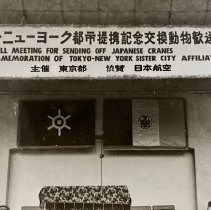 ・ニューヨーク都市提携記念交換動物歓送
LL MEETING FOR SENDING OFF JAPANESE CRANES
MEMORATION OF TOKYO-NEW YORK SISTER CITY AFFILIAT
主催 東京都 協賛 日本航空